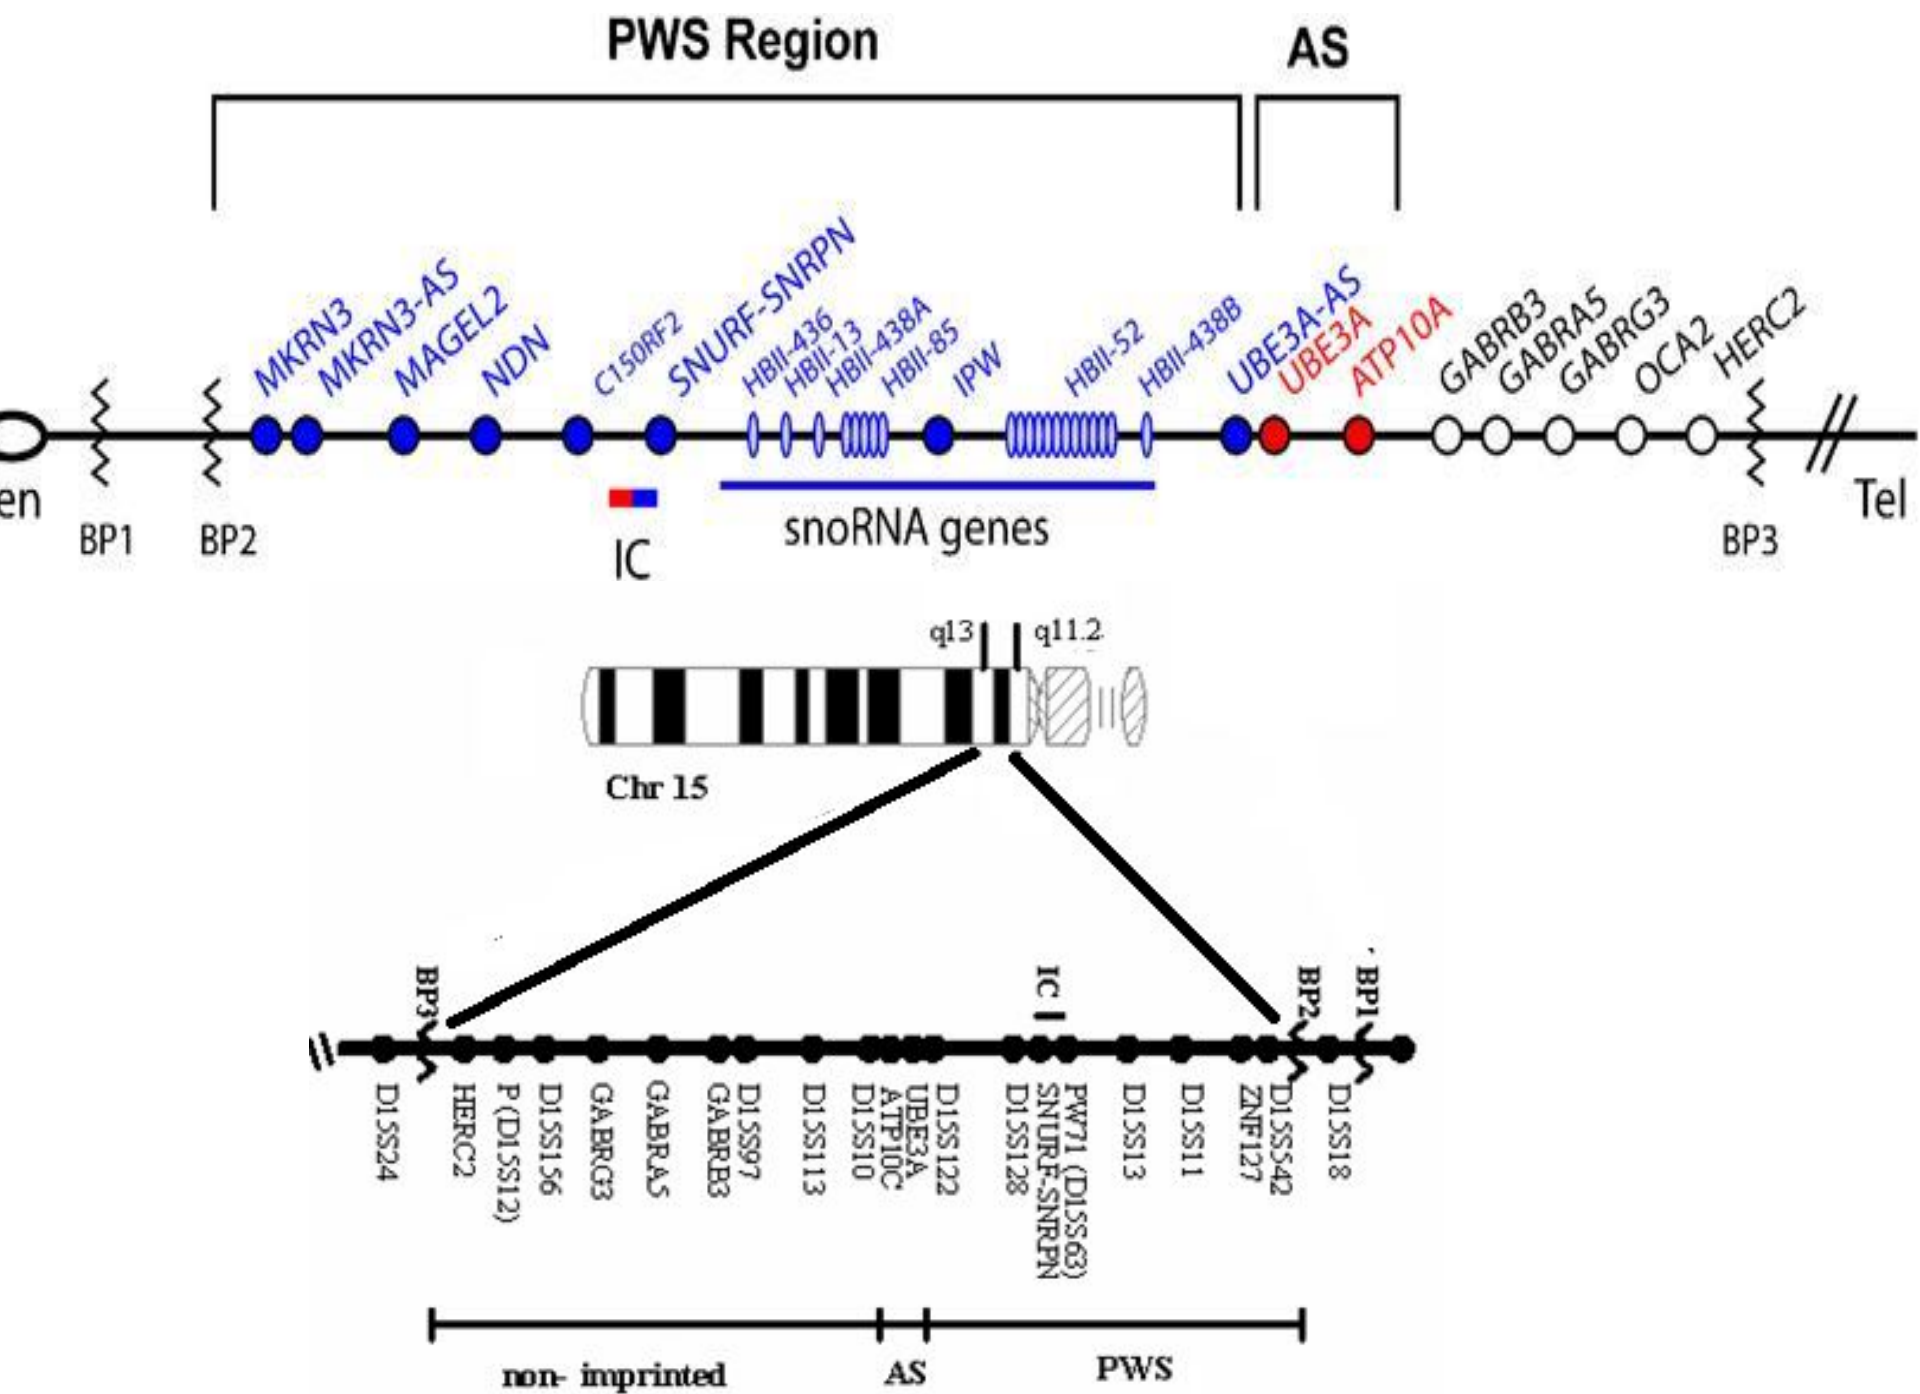 PWS Region
AS
MKRN3
MKRN3-AS
MAGEL2
NDN
C150RF2
SNURF-SNRPN
HBII-436
HBII-13
HBII-438A
HBII-85
IPW
HBII-52
HBII-438B
UBE3A-AS
UBE3A
ATP10A
GABRB3
GABRA5
GABRG3
OCA2
HERC2
en
BP1
BP2
IC
snoRNA genes
BP3
Tel
q13
q11.2
Chr 15
BP3
IC
BP2
BP1
D15S24
HERC2
P (D15S12)
D15S156
GABRG3
GABRA5
GABRB3
D15S97
D15S113
D15S10
ATP10C
UBE3A
D15S122
D15S128
SNURF-SNRPN
PW71 (D15S63)
D15S13
D15S11
ZNF127
D15S542
D15S18
non- imprinted
AS
PWS